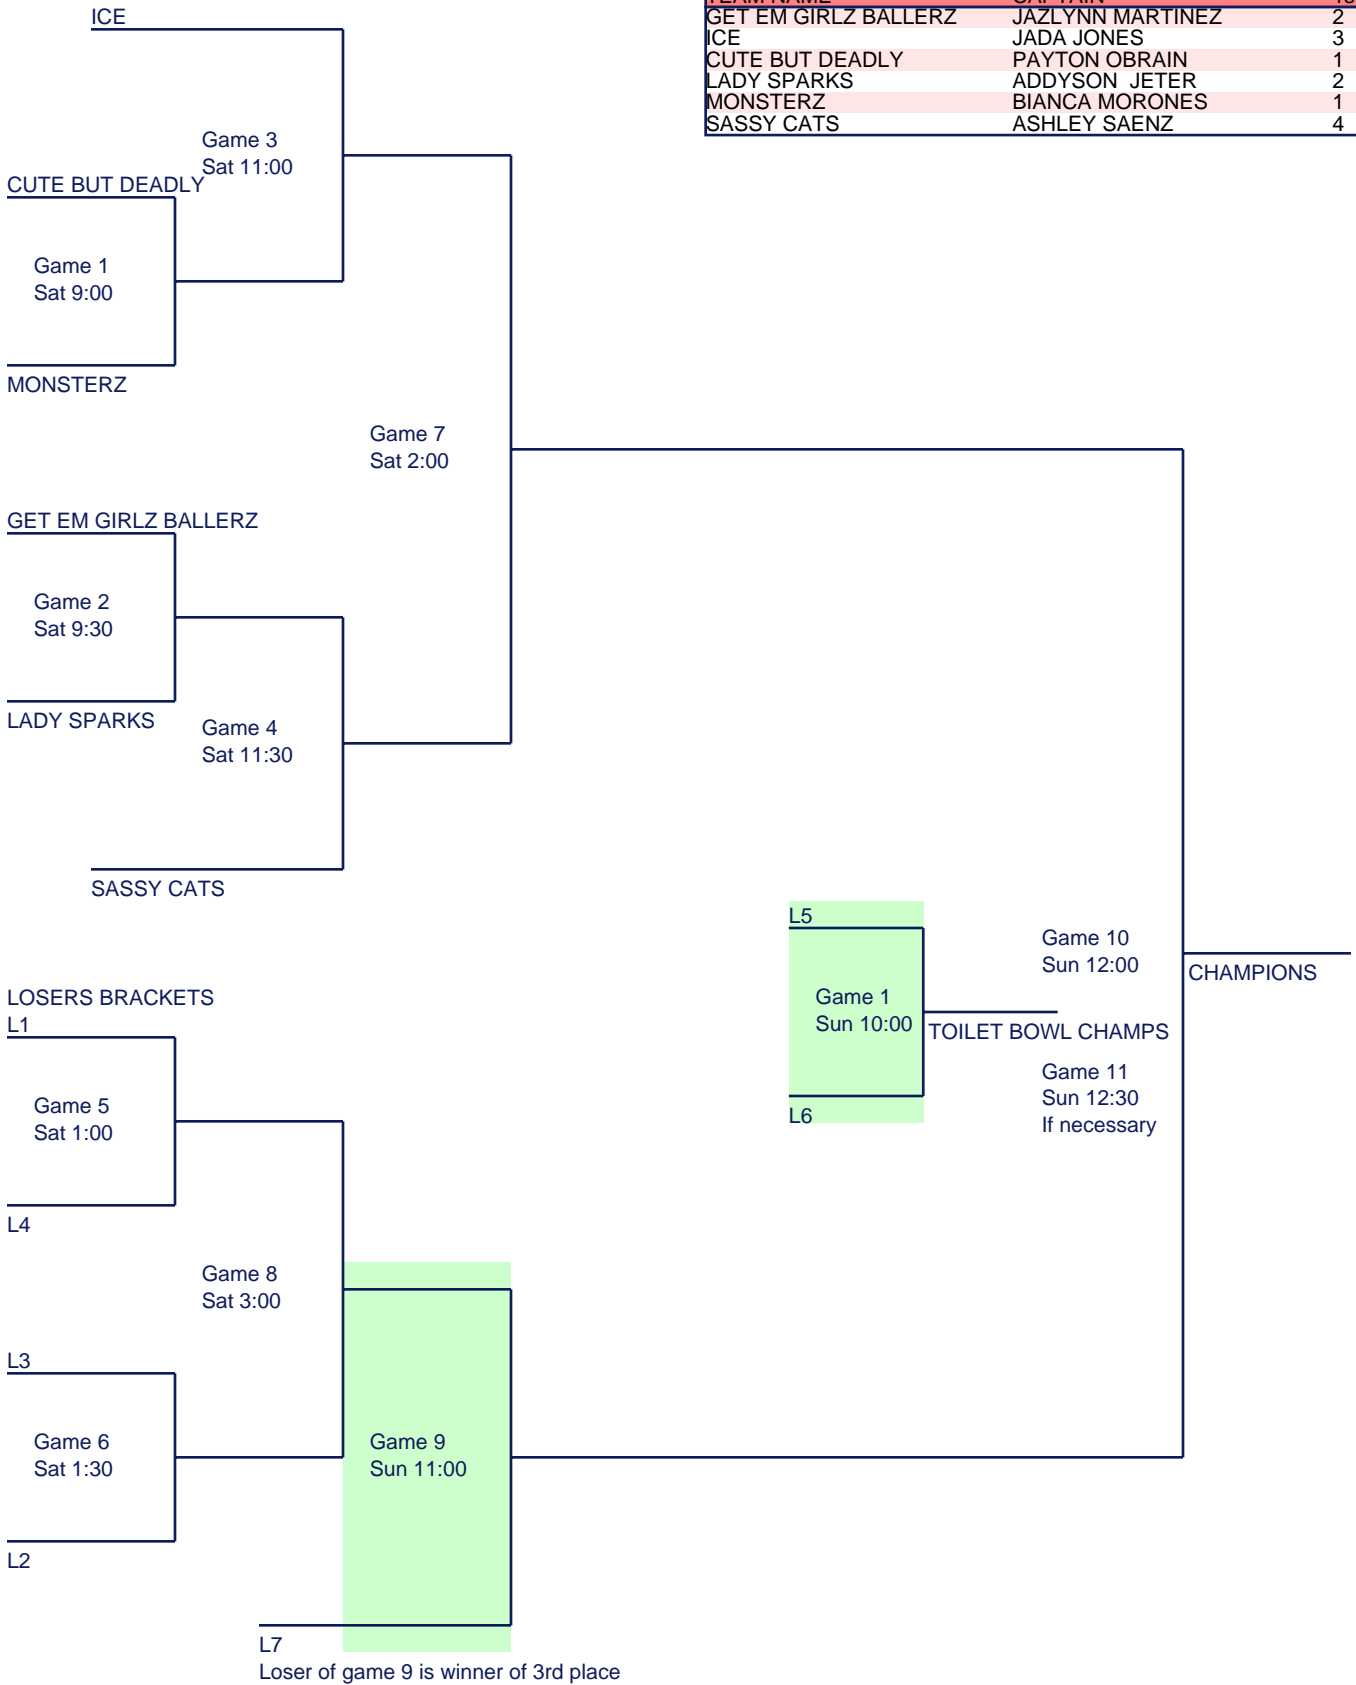 ICE
TEAM NAME CAPTAIN
GET EM GIRLZ BALLERZ JAZLYNN MARTINEZ 2
ICE JADA JONES 3
CUTE BUT DEADLY PAYTON OBRAIN 1
LADY SPARKS ADDYSON JETER 2
MONSTERZ BIANCA MORONES 1
SASSY CATS ASHLEY SAENZ 4
Game 3
Sat 11:00
CUTE BUT DEADLY
Game 1
Sat 9:00
MONSTERZ
Game 7
Sat 2:00
GET EM GIRLZ BALLERZ
Game 2
Sat 9:30
LADY SPARKS
Game 4
Sat 11:30
SASSY CATS
L5
Game 10
Sun 12:00
CHAMPIONS
Game 1
Sun 10:00
TOILET BOWL CHAMPS
Game 11
Sun 12:30
If necessary
L6
LOSERS BRACKETS
L1
Game 5
Sat 1:00
L4
Game 8
Sat 3:00
L3
Game 6
Sat 1:30
Game 9
Sun 11:00
L2
L7
Loser of game 9 is winner of 3rd place